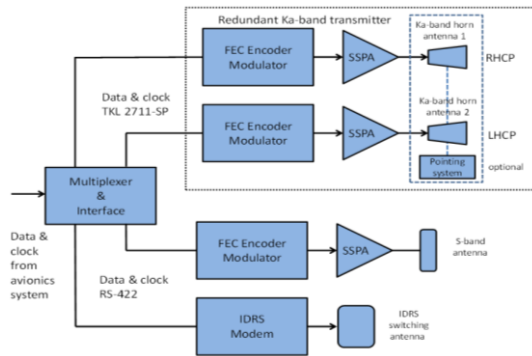 Redundant Ka-band transmitter
Ka-band horn
antenna 1
FEC Encoder
Modulator
SSPA
RHCP
Data & clock
TKL 2711-SP
Ka-band horn
antenna 2
FEC Encoder
Modulator
SSPA
LHCP
Pointing
system
optional
Multiplexer
&
Interface
Data &
clock
from
avionics
system
FEC Encoder
Modulator
SSPA
S-band
antenna
Data & clock
RS-422
IDRS
Modem
IDRS
switching
antenna